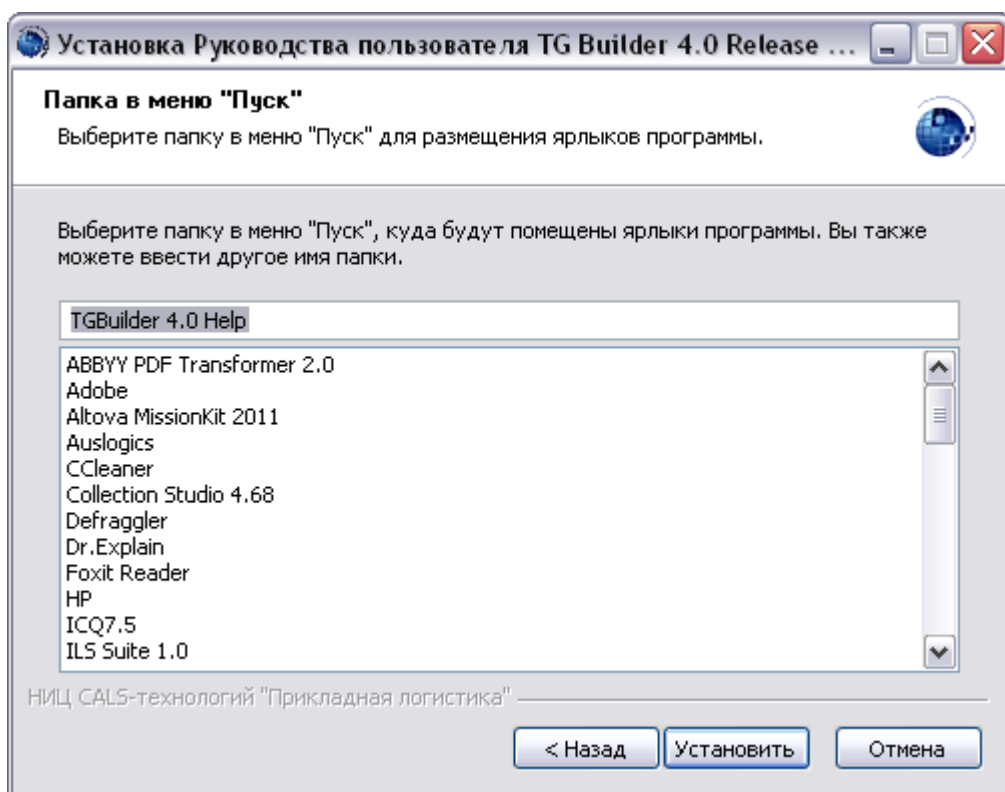 Установка Руководства пользователя TG Builder 4.0 Release ...
Папка в меню "Пуск"
Выберите папку в меню "Пуск" для размещения ярлыков программы.
Выберите папку в меню "Пуск", куда будут помещены ярлыки программы. Вы также
можете ввести другое имя папки.
TGBuilder 4.0 Help
ABBYY PDF Transformer 2.0
Adobe
Altova MissionKit 2011
Auslogics
CCleaner
Collection Studio 4.68
Defraggler
Dr.Explain
Foxit Reader
HP
ICQ7.5
ILS Suite 1.0
НИЦ CALS-технологий "Прикладная логистика"
< Назад
Установить
Отмена